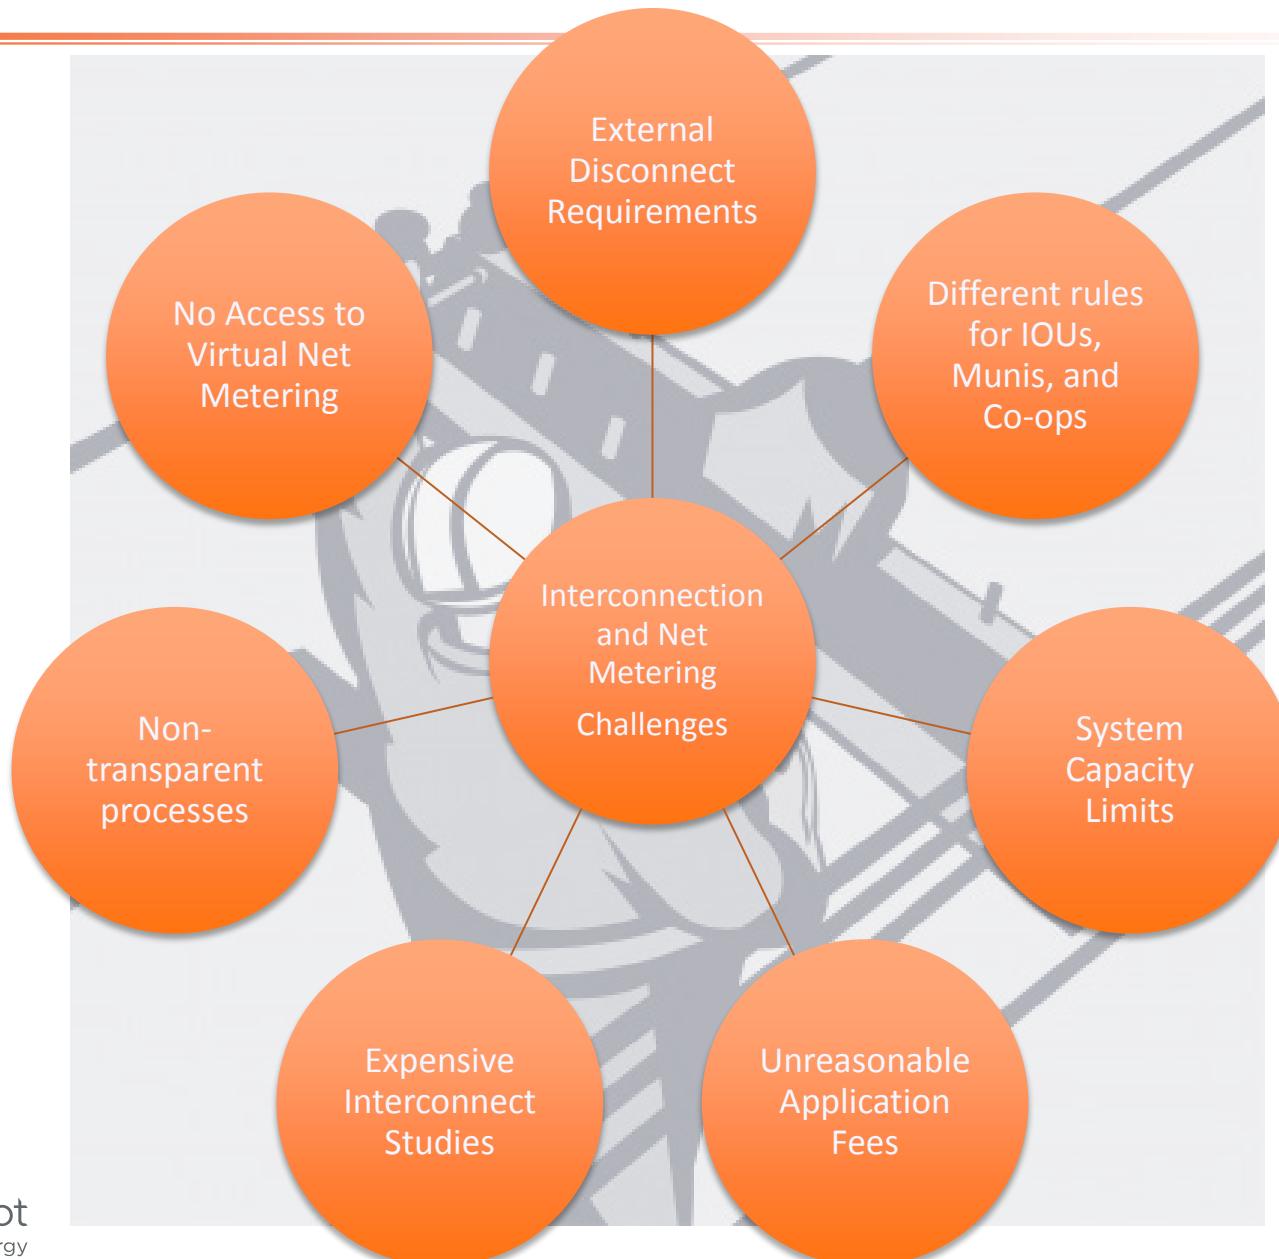 External
Disconnect
Requirements
Different rules
for IOUs,
Munis, and
Co-ops
No Access to
Virtual Net
Metering
Interconnection
and Net
Metering
Challenges
System
Capacity
Limits
Non-
transparent
processes
Expensive
Interconnect
Studies
Unreasonable
Application
Fees